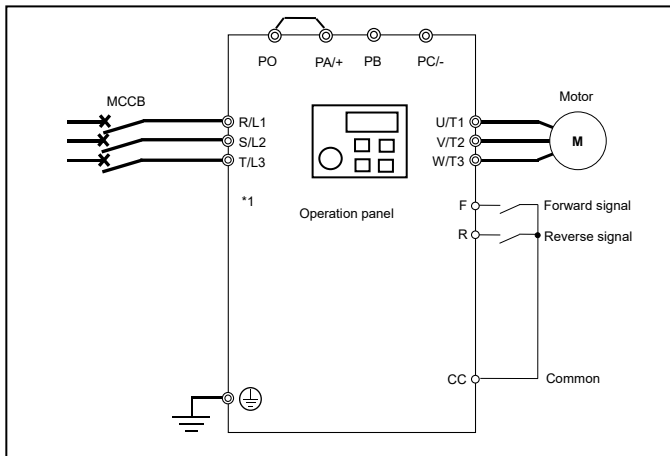 PO PA/+ PB PC/-
MCCB
Motor
R/L1
U/T1
S/L2
V/T2
M
T/L3
W/T3
*1
F
Forward signal
Operation panel
R
Reverse signal
CC
Common